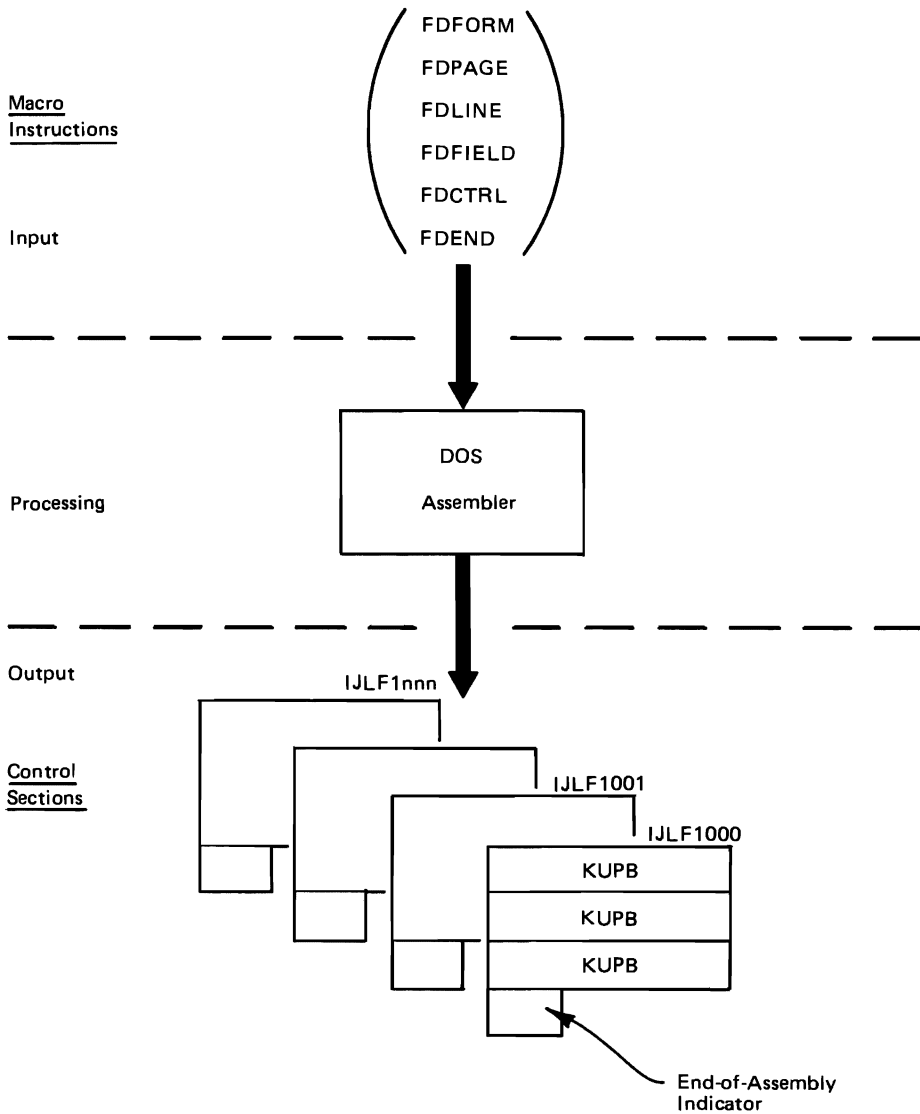 FDFORM
FDPAGE
Macro
Instructions
FDLINE
FDFIELD
FDCTRL
Input
FDEND
DOS
Assembler
Processing
Output
IJLF1nnn
Control
Sections
IJLF1001
IJLF1000
KUPB
KUPB
KUPB
End-of-Assembly
Indicator